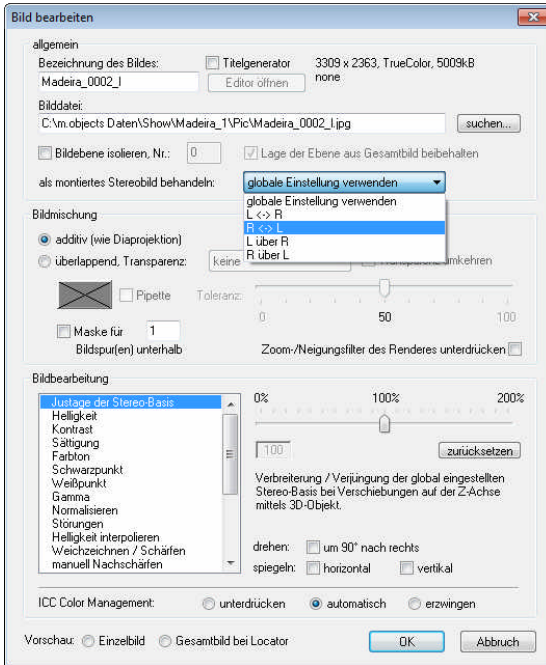 Bild bearbeiten
allgemein
Bezeichnung des Bildes:
Titelgenerator
3309 x 2363, TrueColor, 5009kB
Madeira_0002_l
Editor öffnen
none
Bilddatei:
C:\m.objects Daten\Show\Madeira_1\Pic\Madeira_0002_l.jpg
suchen...
Bildebene isolieren, Nr.:
0
Lage der Ebene aus Gesamtbild beibehalten
als montiertes Stereobild behandeln:
globale Einstellung verwenden
globale Einstellung verwenden
L <-> R
R <-> L
L über R
R über L
Bildmischung
additiv (wie Diaprojektion)
überlappend, Transparenz:
keine
umkehren
Pipette
Toleranz:
0
50
100
Maske für
1
Bildspur(en) unterhalb
Zoom-/Neigungsfilter des Renderes unterdrücken
Bildbearbeitung
Justage der Stereo-Basis
Helligkeit
Kontrast
Sättigung
Farbton
Schwarzpunkt
Weißpunkt
Gamma
Normalisieren
Störungen
Helligkeit interpolieren
Weichzeichnen / Schärfen
manuell Nachschärfen
0%
100%
200%
100
zurücksetzen
Verbreiterung / Verjüngung der global eingestellten
Stereo-Basis bei Verschiebungen auf der Z-Achse
mittels 3D-Objekt.
drehen:
um 90° nach rechts
spiegeln:
horizontal
vertikal
ICC Color Management:
unterdrücken
automatisch
erzwingen
Vorschau:
Einzelbild
Gesamtbild bei Locator
OK
Abbruch